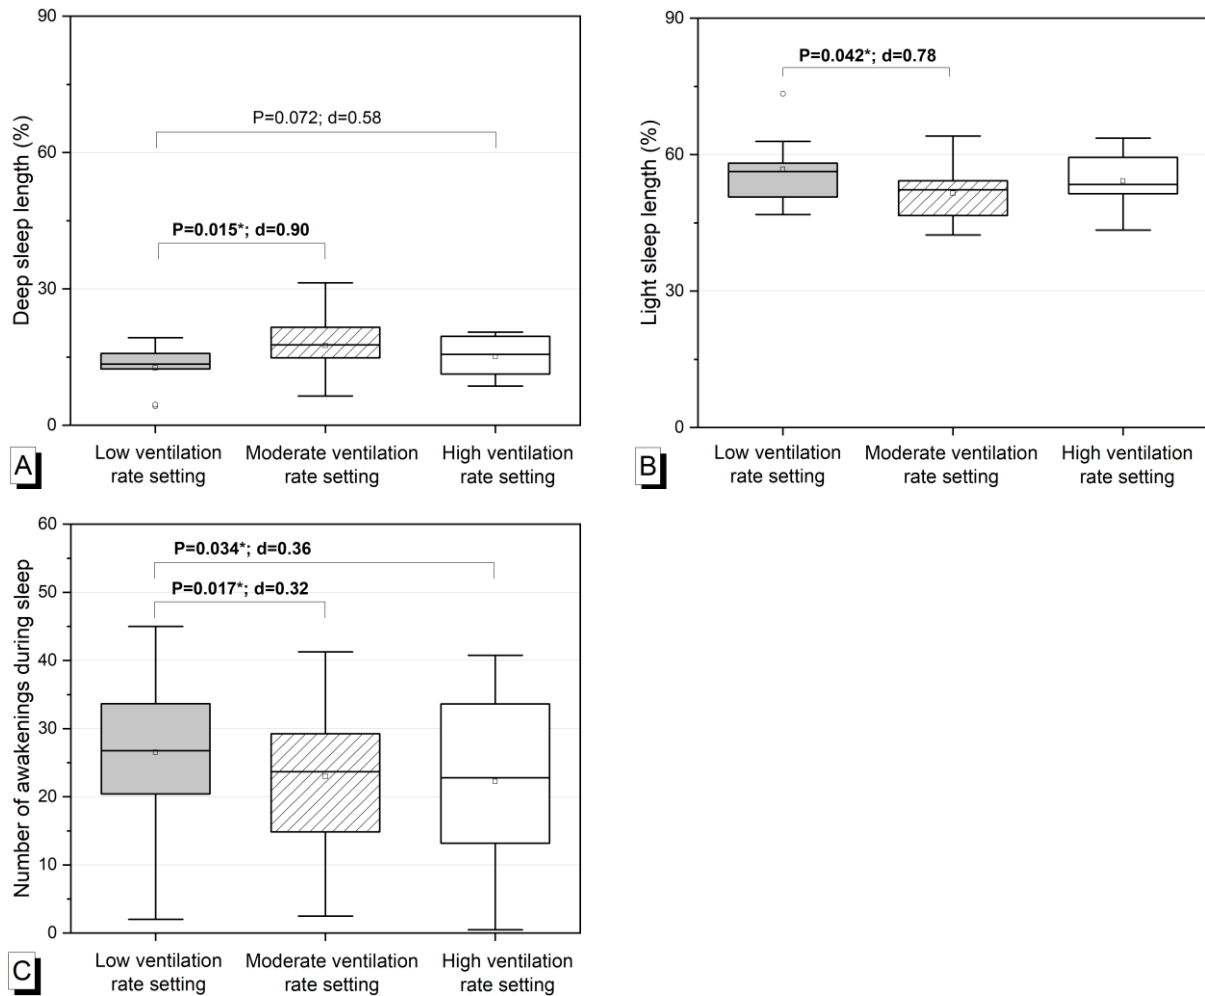 90
60
30
0
Deep sleep length (%)
P=0.072; d=0.58
P=0.015*; d=0.90
Low ventilation
rate setting
Moderate ventilation
rate setting
High ventilation
rate setting
A
90
60
30
0
Light sleep length (%)
P=0.042*; d=0.78
Low ventilation
rate setting
Moderate ventilation
rate setting
High ventilation
rate setting
B
60
50
40
30
20
10
0
Number of awakenings during sleep
P=0.034*; d=0.36
P=0.017*; d=0.32
Low ventilation
rate setting
Moderate ventilation
rate setting
High ventilation
rate setting
C